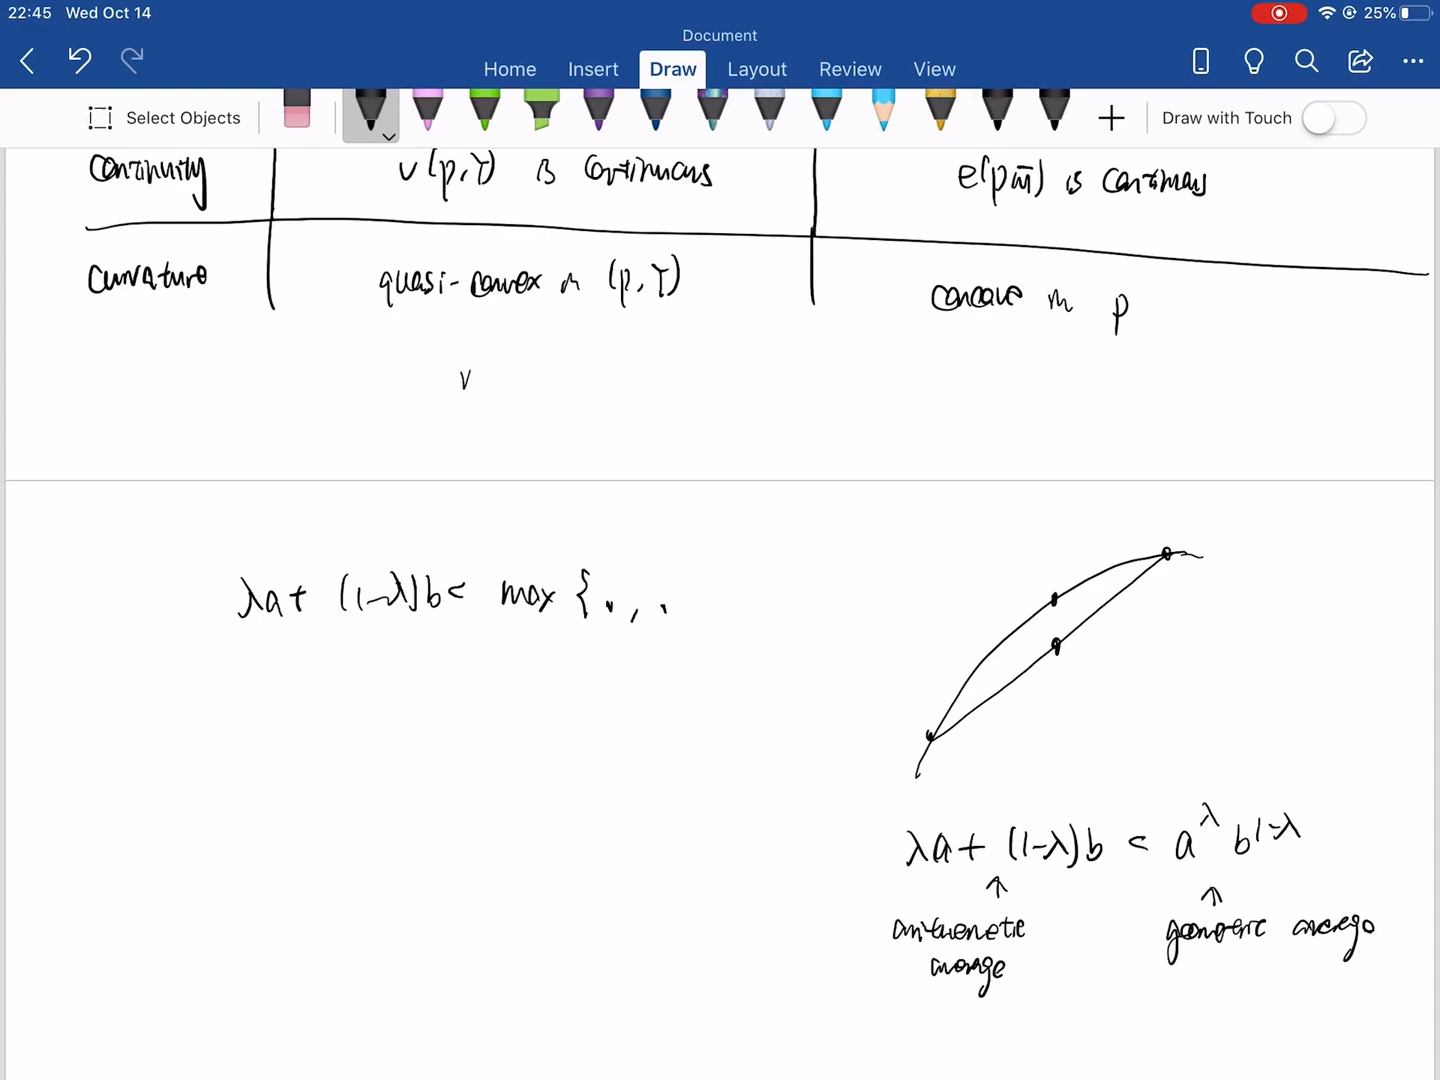 22:45 Wed Oct 14 25%
Document
Home Insert Draw Layout Review View
Select Objects Draw with Touch
Continuity v(p,Y) is continuous e(p,ū) is continuous
Curvature quasi-convex in (p,Y) concave in p
v
λa+ (1-λ)b < max {., .
λa+ (1-λ)b < a^λ b^1-λ
↑ ↑
arithmetic geometric average
average